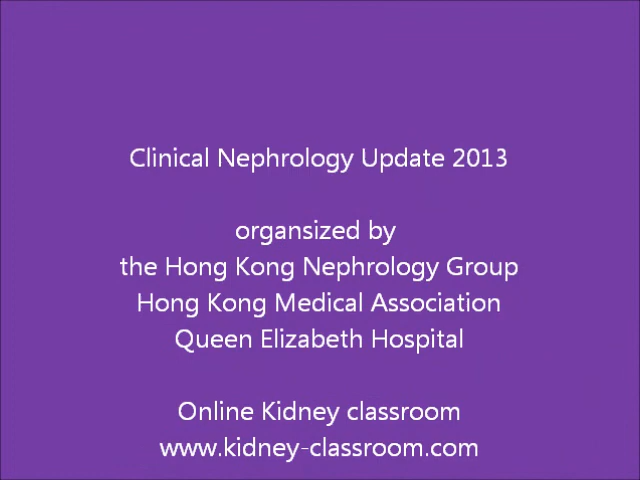 Clinical Nephrology Update 2013
organsized by
the Hong Kong Nephrology Group
Hong Kong Medical Association
Queen Elizabeth Hospital
Online Kidney classroom
www.kidney-classroom.com